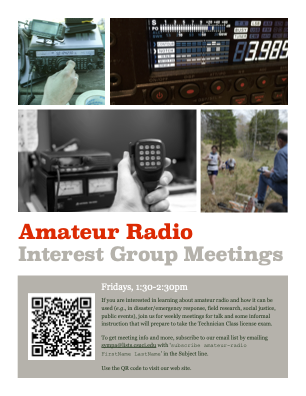 3.985
Amateur Radio
Interest Group Meetings
Fridays, 1:30-2:30pm
If you are interested in learning about amateur radio and how it can be
used (e.g., in disaster/emergency response, field research, social justice,
public events), join us for weekly meetings for talk and some informal
instruction that will prepare to take the Technician Class license exam.
To get meeting info and more, subscribe to our email list by emailing
with 'subscribe amateur-radio
FirstName LastName' in the Subject line.
Use the QR code to visit our web site.